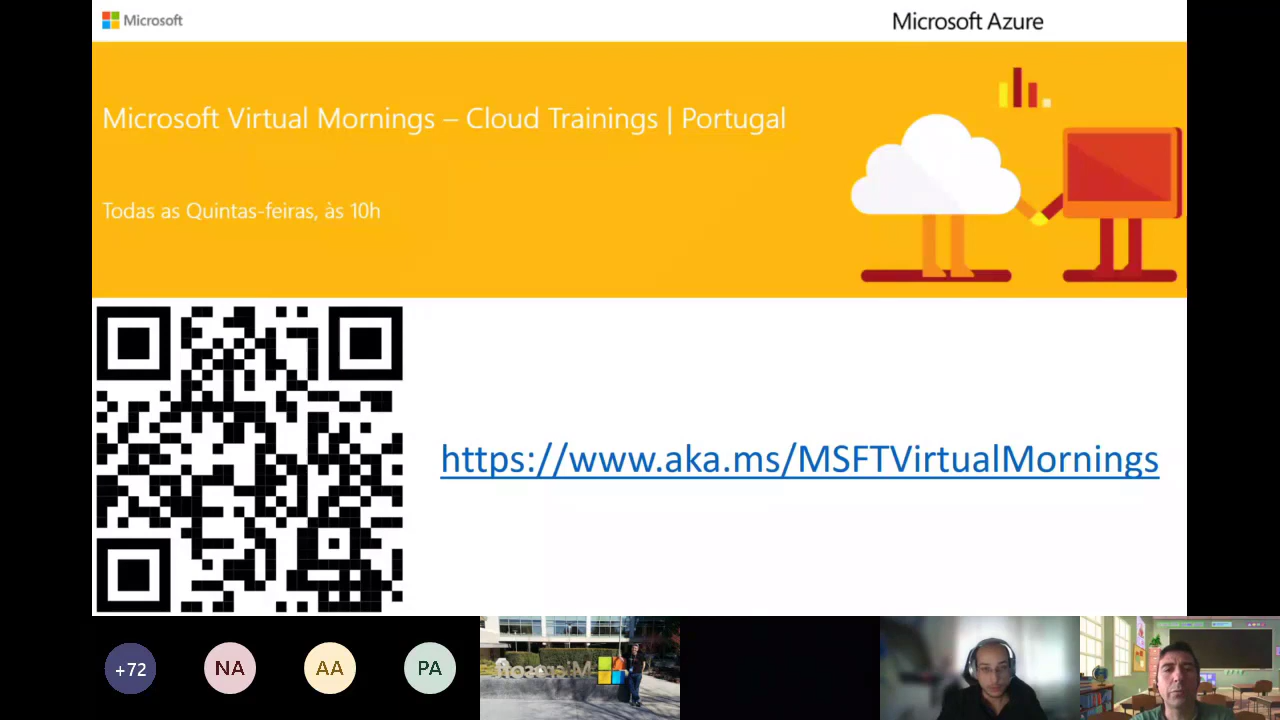 Microsoft
Microsoft Azure
Microsoft Virtual Mornings – Cloud Trainings | Portugal
Todas as Quintas-feiras, às 10h
https://www.aka.ms/MSFTVirtualMornings
+72
NA
AA
PA
Microsoft